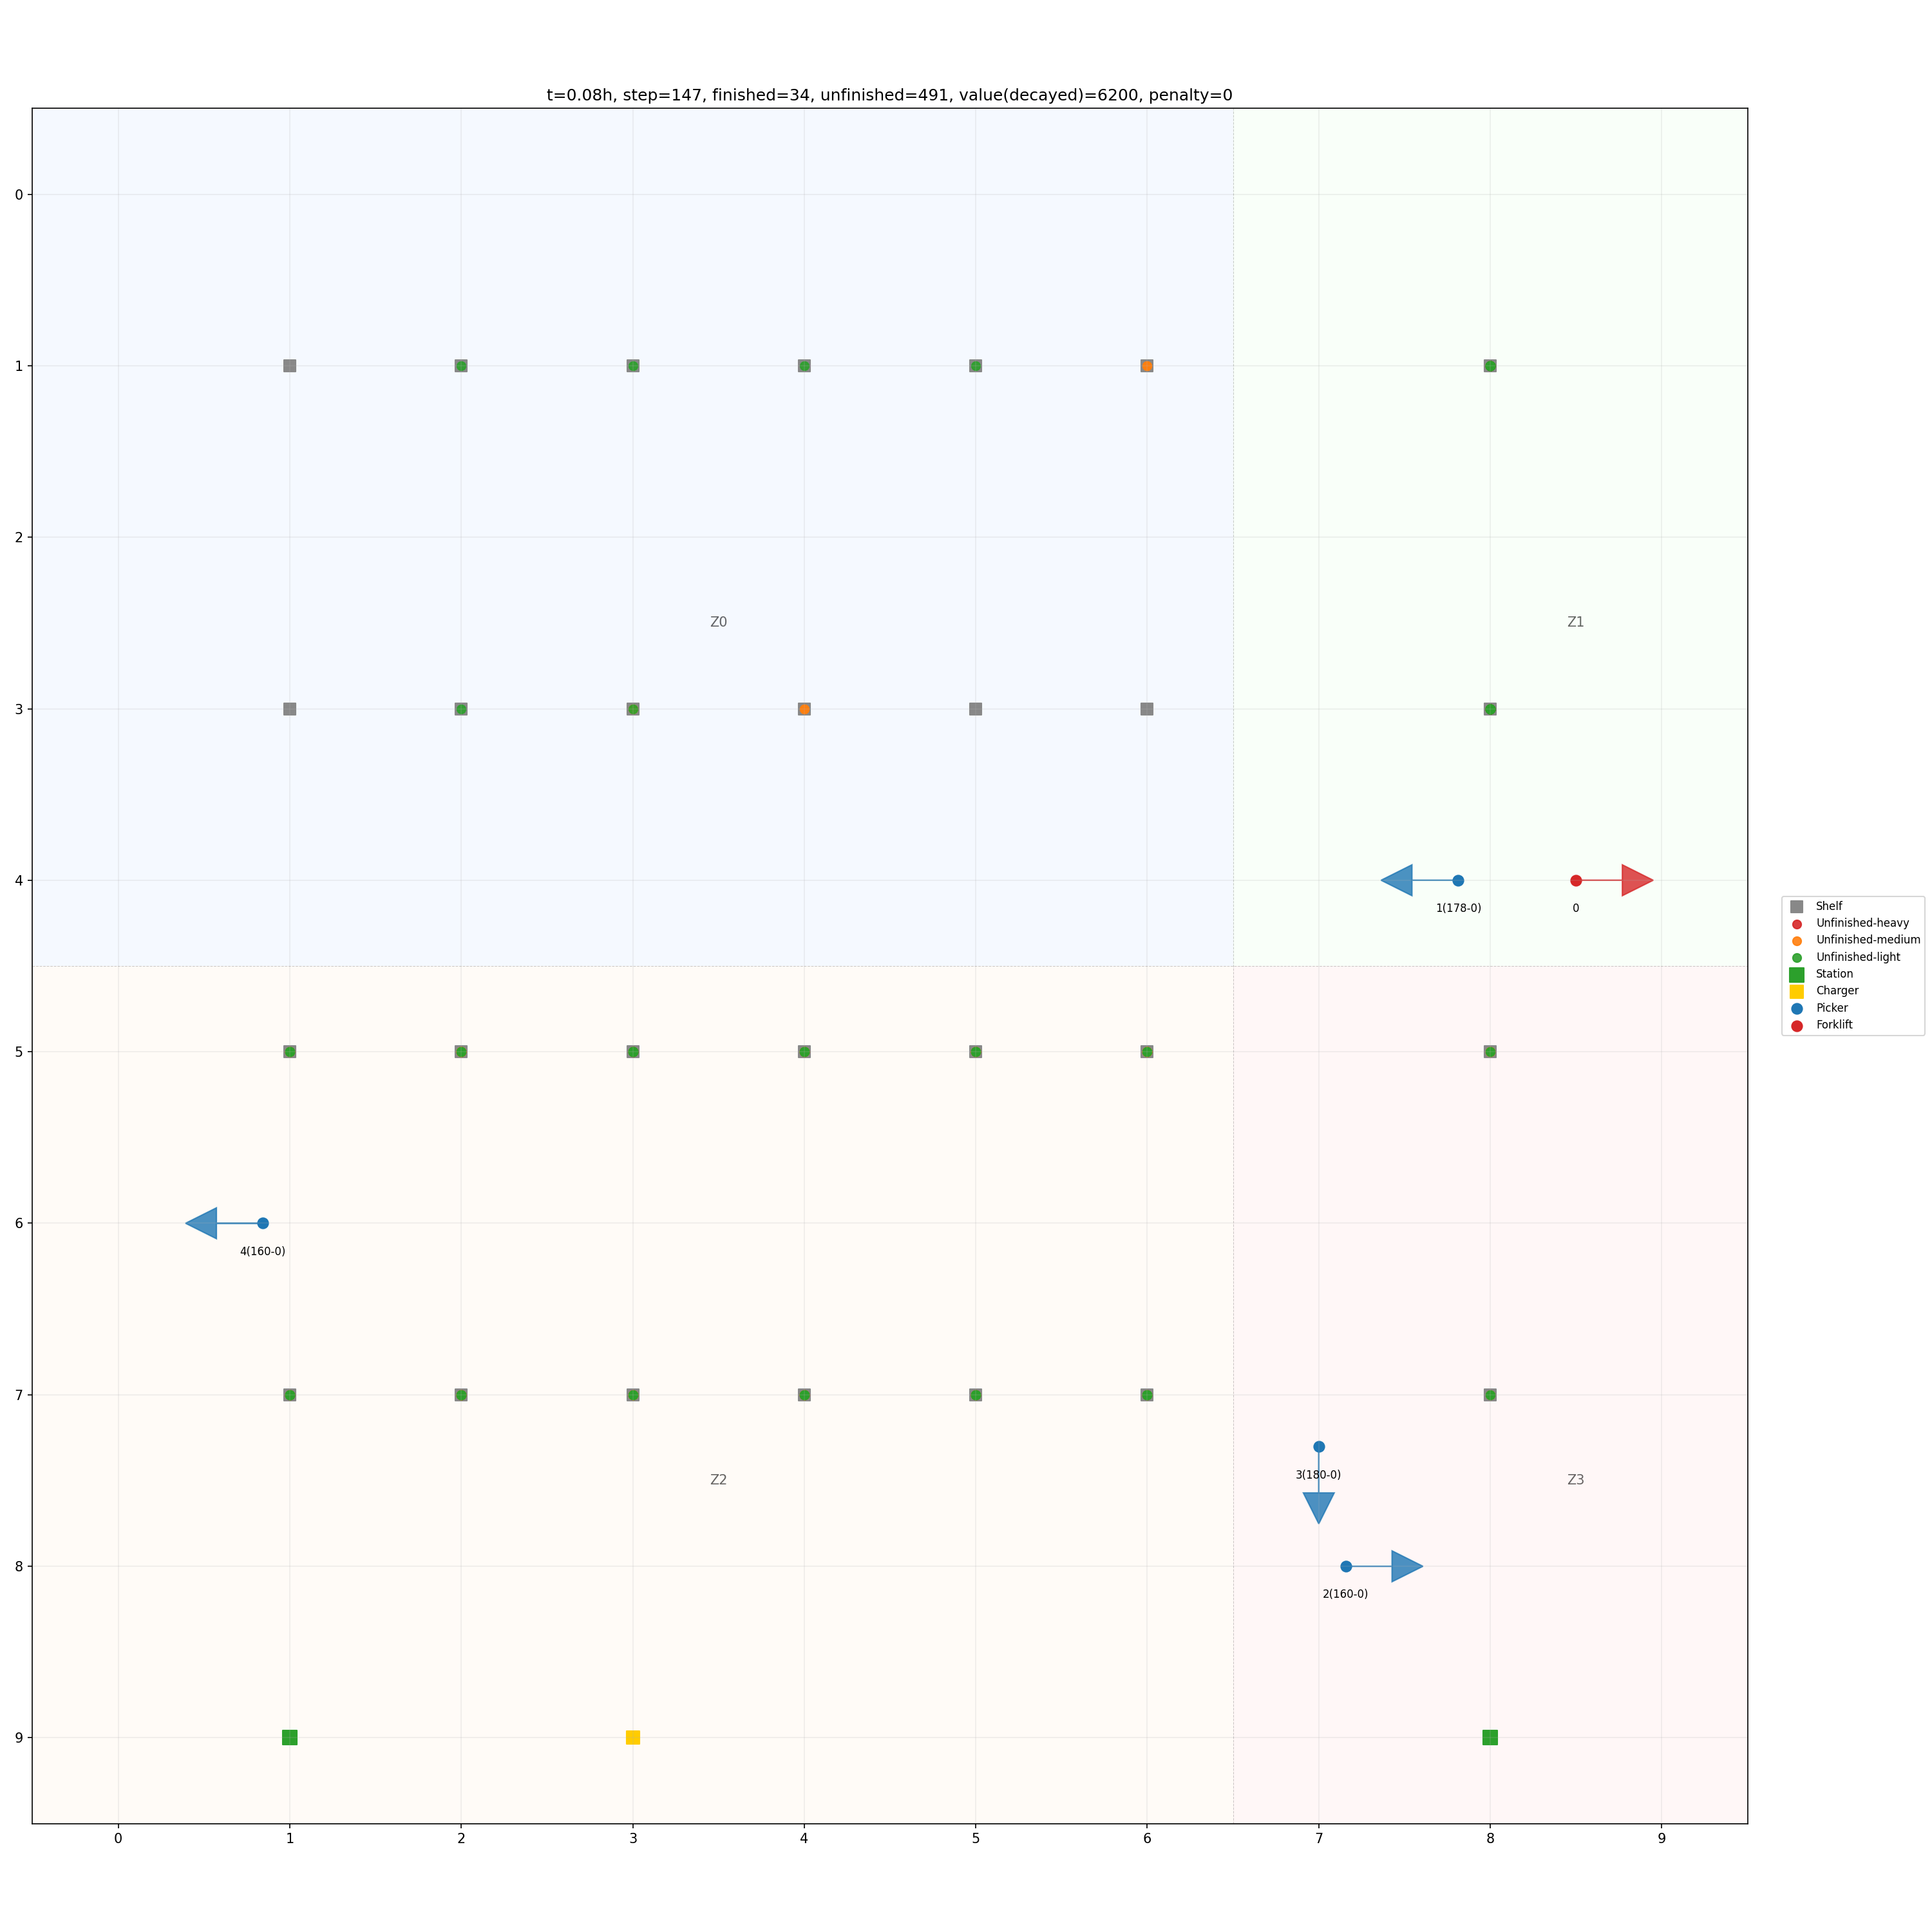 t=0.08h, step=147, finished=34, unfinished=491, value(decayed)=6200, penalty=0
0
1
2
Z0
Z1
3
4
1(178-0)
0
Shelf
Unfinished-heavy
Unfinished-medium
Unfinished-light
Station
Charger
Picker
Forklift
5
6
4(160-0)
7
3(180-0)
Z2
Z3
8
2(160-0)
9
0 1 2 3 4 5 6 7 8 9